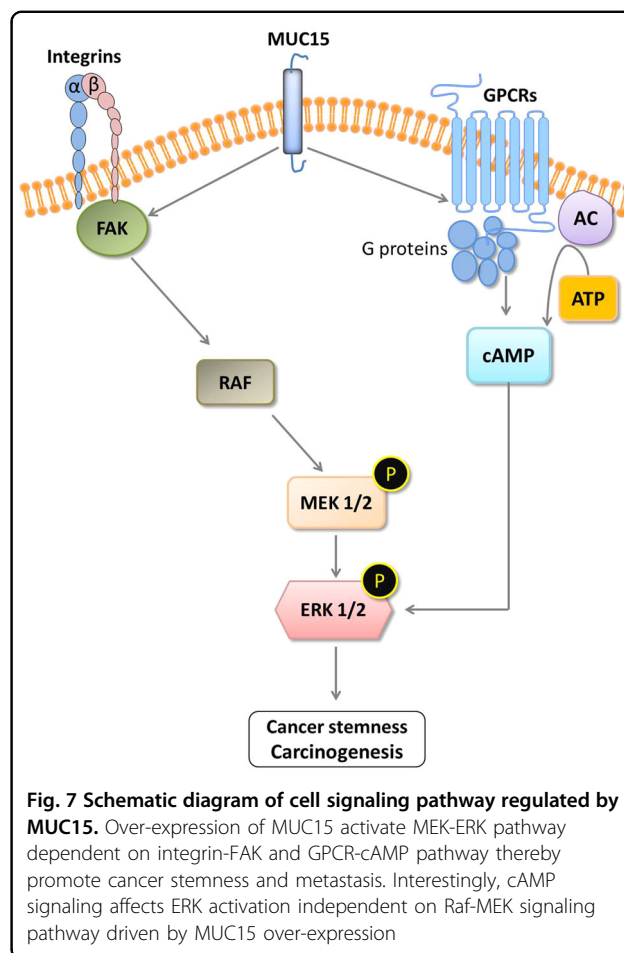 MUC15
Integrins
α β
GPCRs
FAK
AC
G proteins
ATP
cAMP
RAF
P
MEK 1/2
P
ERK 1/2
Cancer stemness
Carcinogenesis
Fig. 7 Schematic diagram of cell signaling pathway regulated by
MUC15. Over-expression of MUC15 activate MEK-ERK pathway
dependent on integrin-FAK and GPCR-cAMP pathway thereby
promote cancer stemness and metastasis. Interestingly, cAMP
signaling affects ERK activation independent on Raf-MEK signaling
pathway driven by MUC15 over-expression